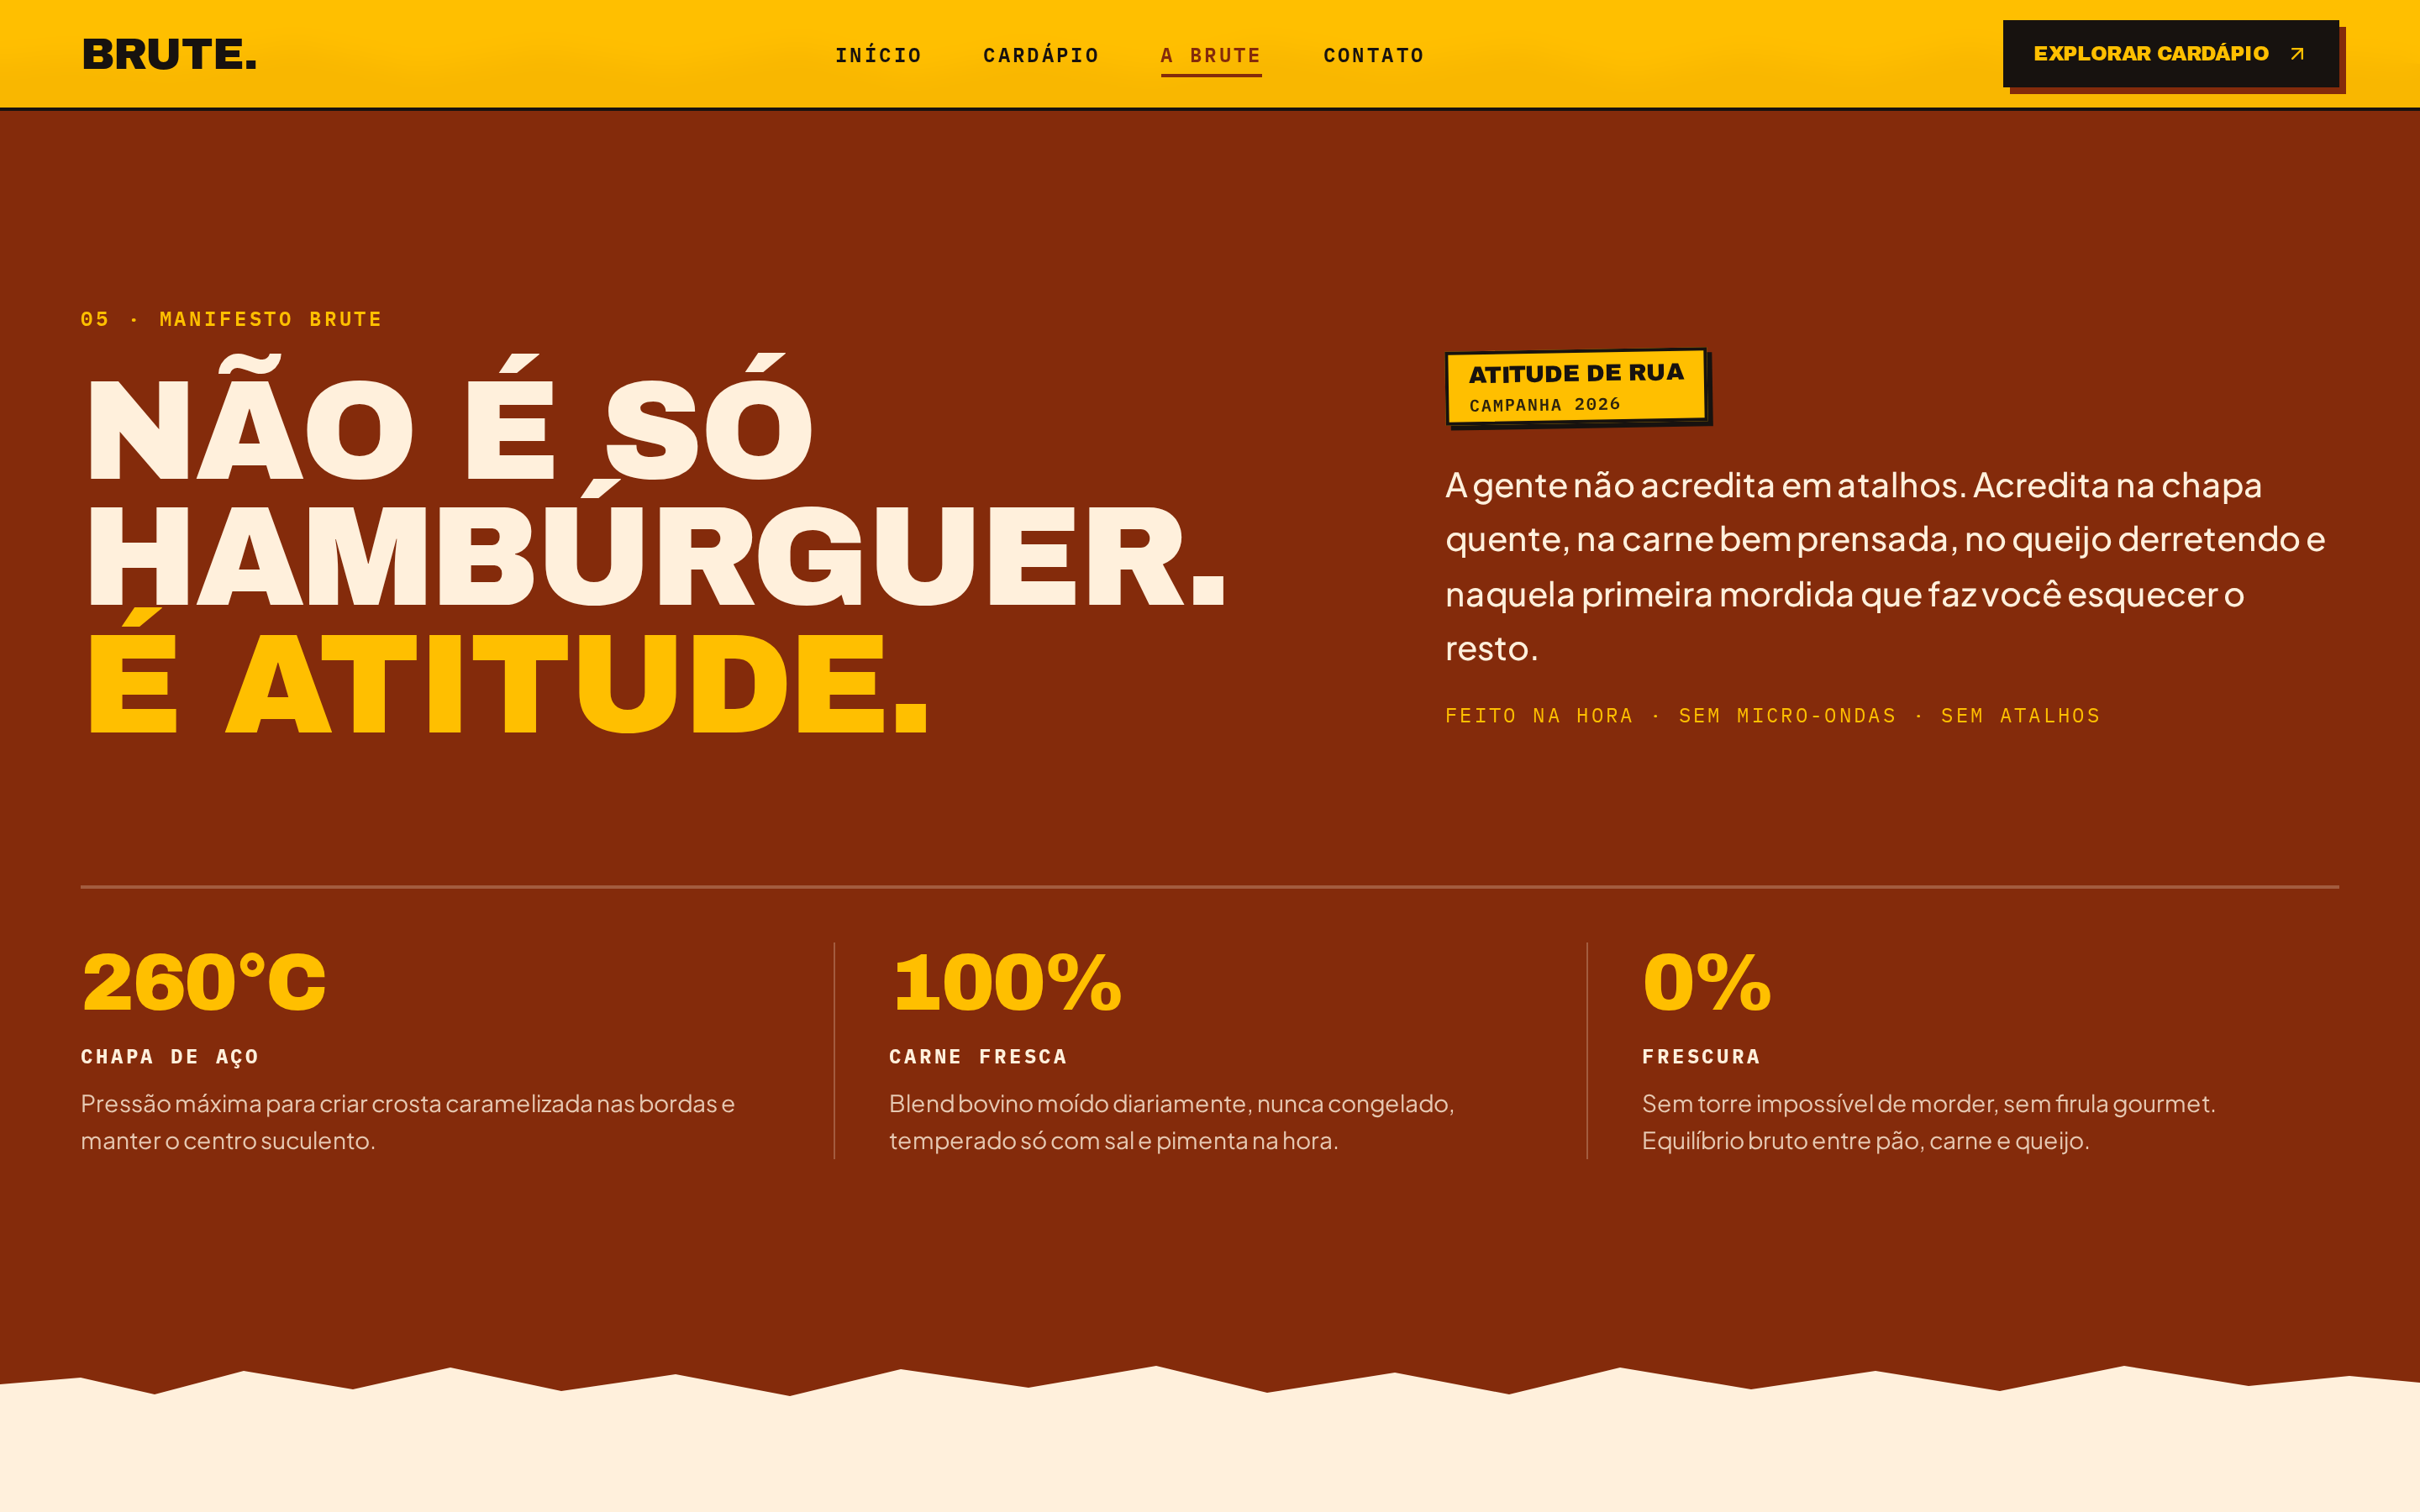 BRUTE.
INÍCIO
CARDÁPIO
A BRUTE
CONTATO
EXPLORAR CARDÁPIO
05 · MANIFESTO BRUTE
NÃO É SÓ
HAMBÚRGUER.
É ATITUDE.
ATITUDE DE RUA
CAMPANHA 2026
A gente não acredita em atalhos. Acredita na chapa
quente, na carne bem prensada, no queijo derretendo e
naquela primeira mordida que faz você esquecer o
resto.
FEITO NA HORA · SEM MICRO-ONDAS · SEM ATALHOS
260°C
CHAPA DE AÇO
Pressão máxima para criar crosta caramelizada nas bordas e
manter o centro suculento.
100%
CARNE FRESCA
Blend bovino moído diariamente, nunca congelado,
temperado só com sal e pimenta na hora.
0%
FRESCURA
Sem torre impossível de morder, sem firula gourmet.
Equilíbrio bruto entre pão, carne e queijo.